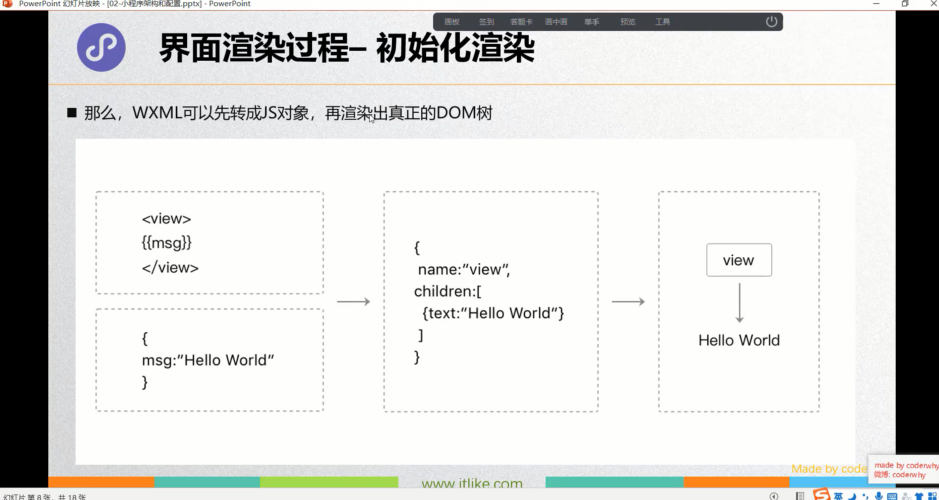 PowerPoint 幻灯片放映 - [02-小程序架构和配置.pptx] - PowerPoint
画板 签到 答题卡 画中画 举手 预览 工具
界面渲染过程– 初始化渲染
■ 那么，WXML可以先转成JS对象，再渲染出真正的DOM树
<view>
{{msg}}
</view>
{
msg:"Hello World"
}
{
name:"view",
children:[
{text:"Hello World"}
]
}
view
Hello World
Made by code
made by coderwhy
微博: coderwhy
www.itlike.com
幻灯片 第 8 张，共 18 张
英